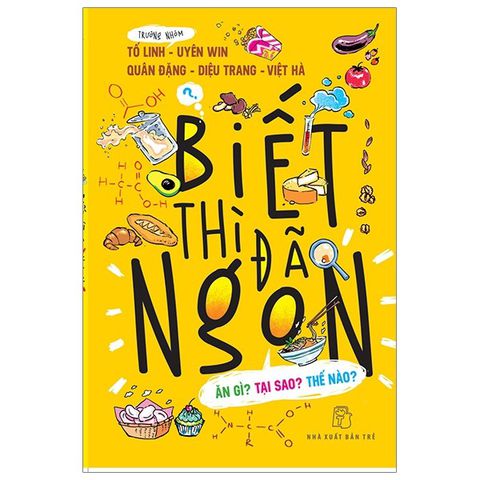 TRƯỞNG NHÓM
TỐ LINH - UYÊN WIN
QUÂN ĐẶNG - DIỆU TRANG - VIỆT HÀ
?
BIẾT
THÌ ĐÃ
NGON
ĂN GÌ? TẠI SAO? THẾ NÀO?
NHÀ XUẤT BẢN TRẺ